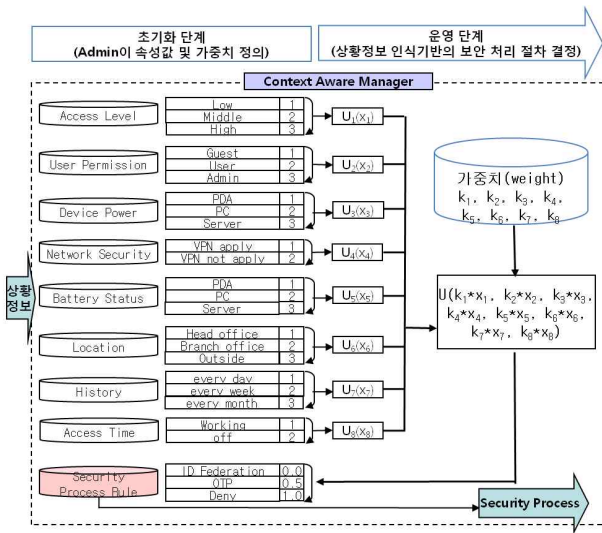 초기화 단계
(Admin이 속성값 및 가중치 정의)
운영 단계
(상황정보 인식기반의 보안 처리 절차 결정)
Context Aware Manager
상황
정보
Access Level
Low 1
Middle 2
High 3
U₁(x₁)
User Permission
Guest 1
User 2
Admin 3
U₂(x₂)
Device Power
PDA 1
PC 2
Server 3
U₃(x₃)
Network Security
VPN apply 1
VPN not apply 2
U₄(x₄)
Battery Status
PDA 1
PC 2
Server 3
U₅(x₅)
Location
Head office 1
Branch office 2
Outside 3
U₆(x₆)
History
every day 1
every week 2
every month 3
U₇(x₇)
Access Time
Working 1
off 2
U₈(x₈)
가중치(weight)
k₁, k₂, k₃, k₄,
k₅, k₆, k₇, k₈
U(k₁*x₁, k₂*x₂, k₃*x₃,
k₄*x₄, k₅*x₅, k₆*x₆,
k₇*x₇, k₈*x₈)
Security
Process Rule
ID Federation 0.0
OTP 0.5
Deny 1.0
Security Process